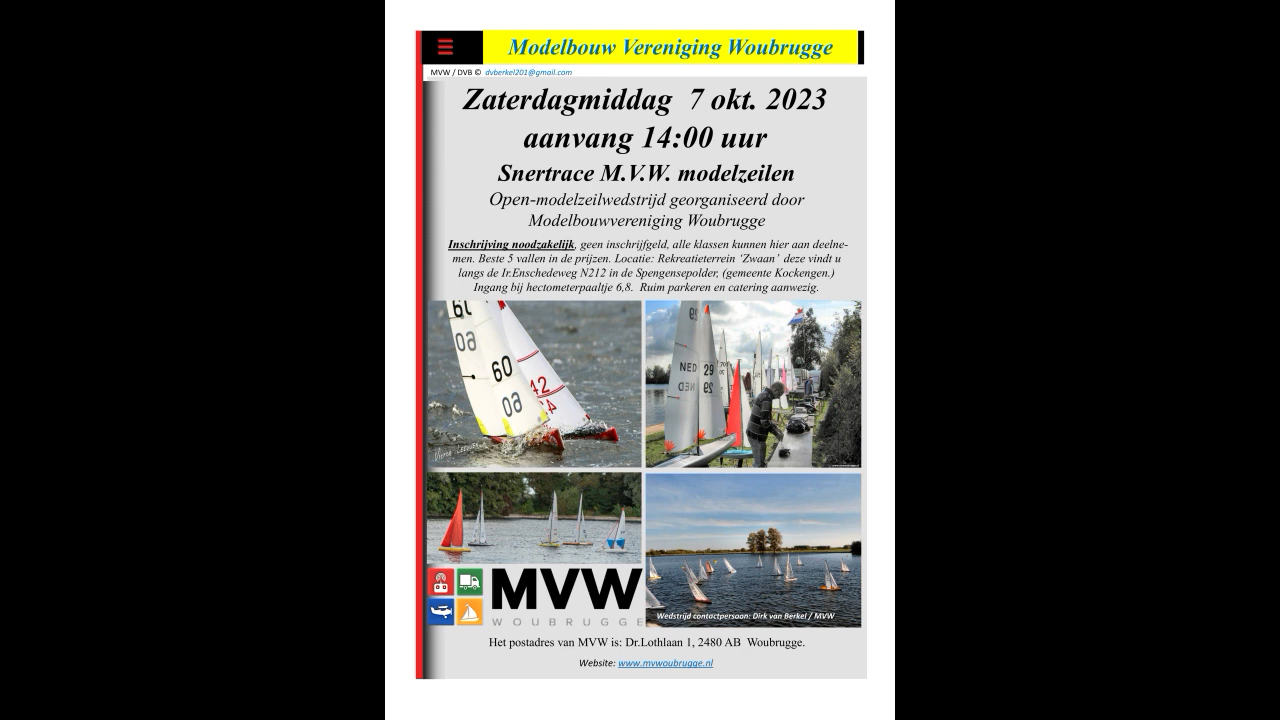 Modelbouw Vereniging Woubrugge
MVW / DVB © dvberkel201@gmail.com
Zaterdagmiddag 7 okt. 2023
aanvang 14:00 uur
Snertrace M.V.W. modelzeilen
Open-modelzeilwedstrijd georganiseerd door
Modelbouwvereniging Woubrugge
Inschrijving noodzakelijk, geen inschrijfgeld, alle klassen kunnen hier aan deelne-
men. Beste 5 vallen in de prijzen. Locatie: Rekreatieterrein ‘Zwaan’ deze vindt u
langs de Ir.Enschedeweg N212 in de Spengensepolder, (gemeente Kockengen.)
Ingang bij hectometerpaaltje 6,8. Ruim parkeren en catering aanwezig.
60
60
42
NED 29
MVW
WOUBRUGGE
Wedstrijd contactpersoon: Dirk van Berkel / MVW
Het postadres van MVW is: Dr.Lothlaan 1, 2480 AB Woubrugge.
Website: www.mvwoubrugge.nl